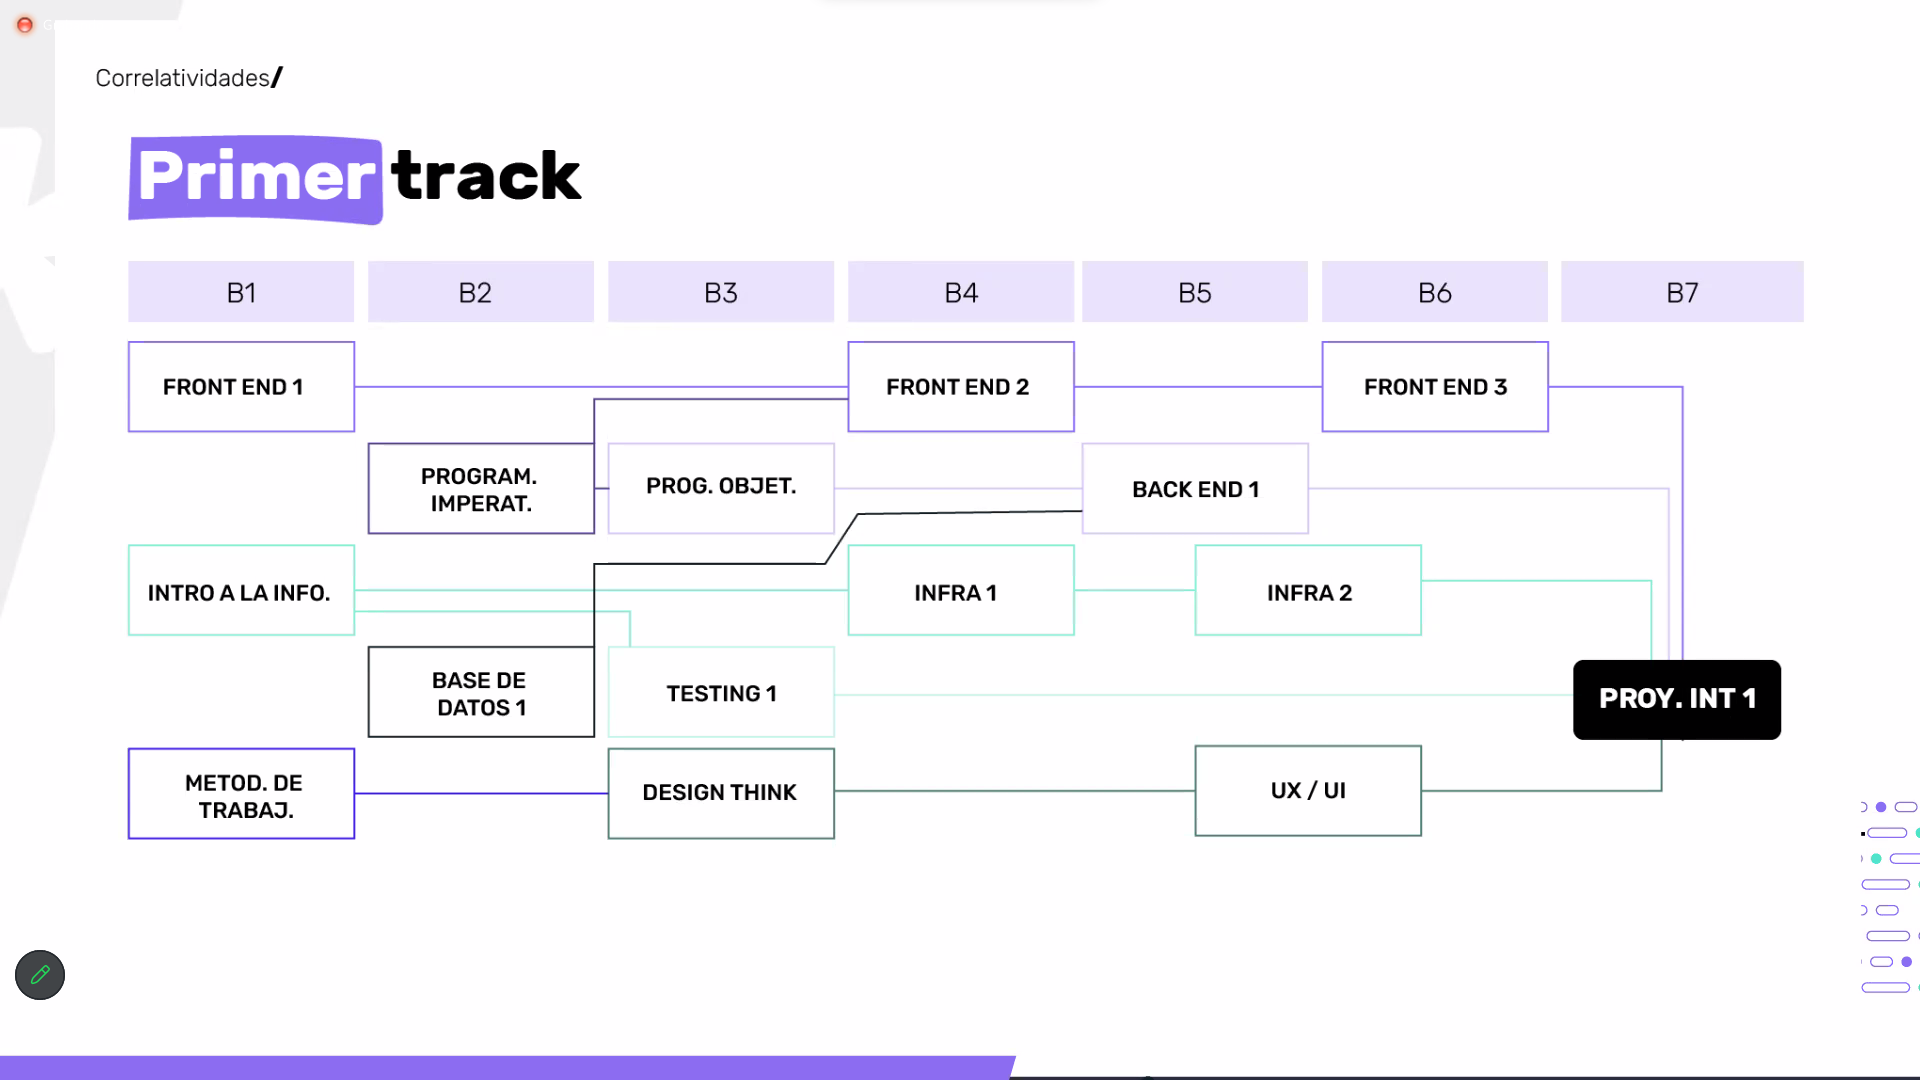 Correlatividades/
Primer track
B1
B2
B3
B4
B5
B6
B7
FRONT END 1
FRONT END 2
FRONT END 3
PROGRAM.
IMPERAT.
PROG. OBJET.
BACK END 1
INTRO A LA INFO.
INFRA 1
INFRA 2
BASE DE
DATOS 1
TESTING 1
PROY. INT 1
METOD. DE
TRABAJ.
DESIGN THINK
UX / UI